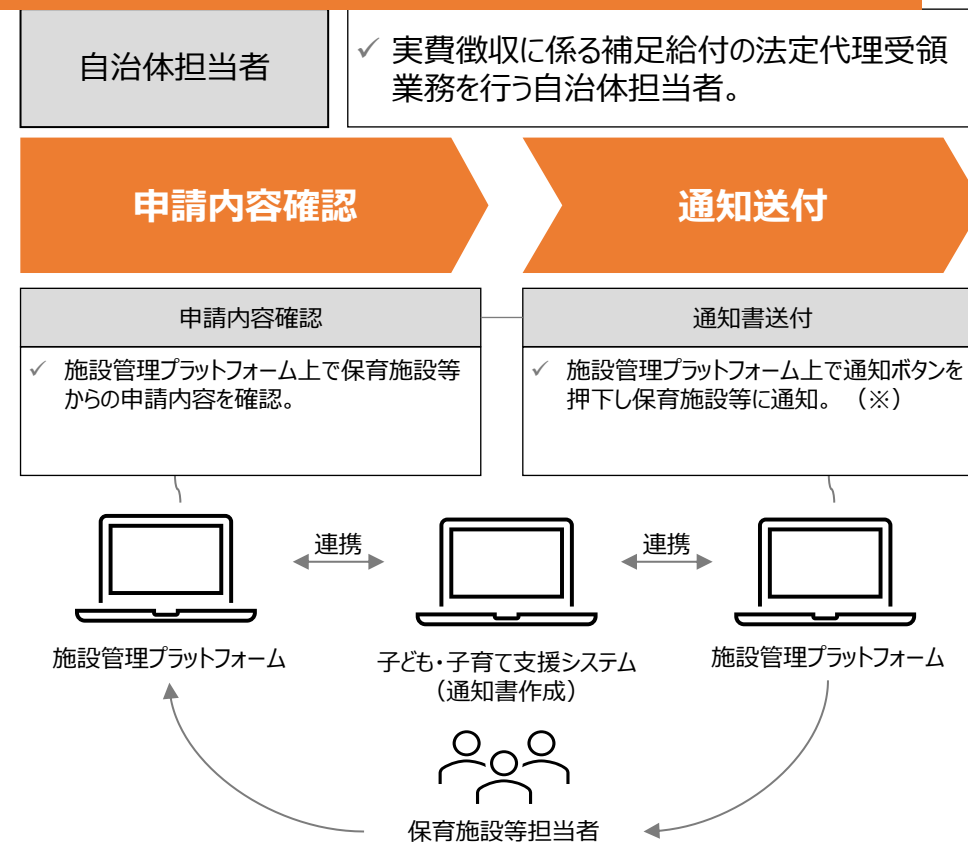 自治体担当者
✓ 実費徴収に係る補足給付の法定代理受領
業務を行う自治体担当者。
申請内容確認
通知送付
申請内容確認
✓ 施設管理プラットフォーム上で保育施設等
からの申請内容を確認。
通知書送付
✓ 施設管理プラットフォーム上で通知ボタンを
押下し保育施設等に通知。（※）
連携
連携
施設管理プラットフォーム
子ども・子育て支援システム
（通知書作成）
施設管理プラットフォーム
保育施設等担当者